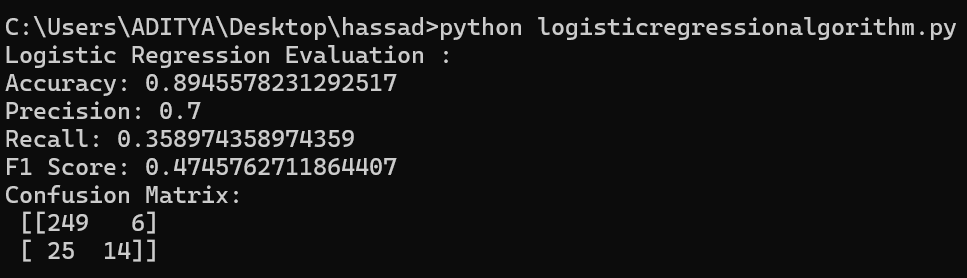 C:\Users\ADITYA\Desktop\hassad>python logisticregressionalgorithm.py
Logistic Regression Evaluation :
Accuracy: 0.8945578231292517
Precision: 0.7
Recall: 0.358974358974359
F1 Score: 0.4745762711864407
Confusion Matrix:
 [[249   6]
 [ 25  14]]